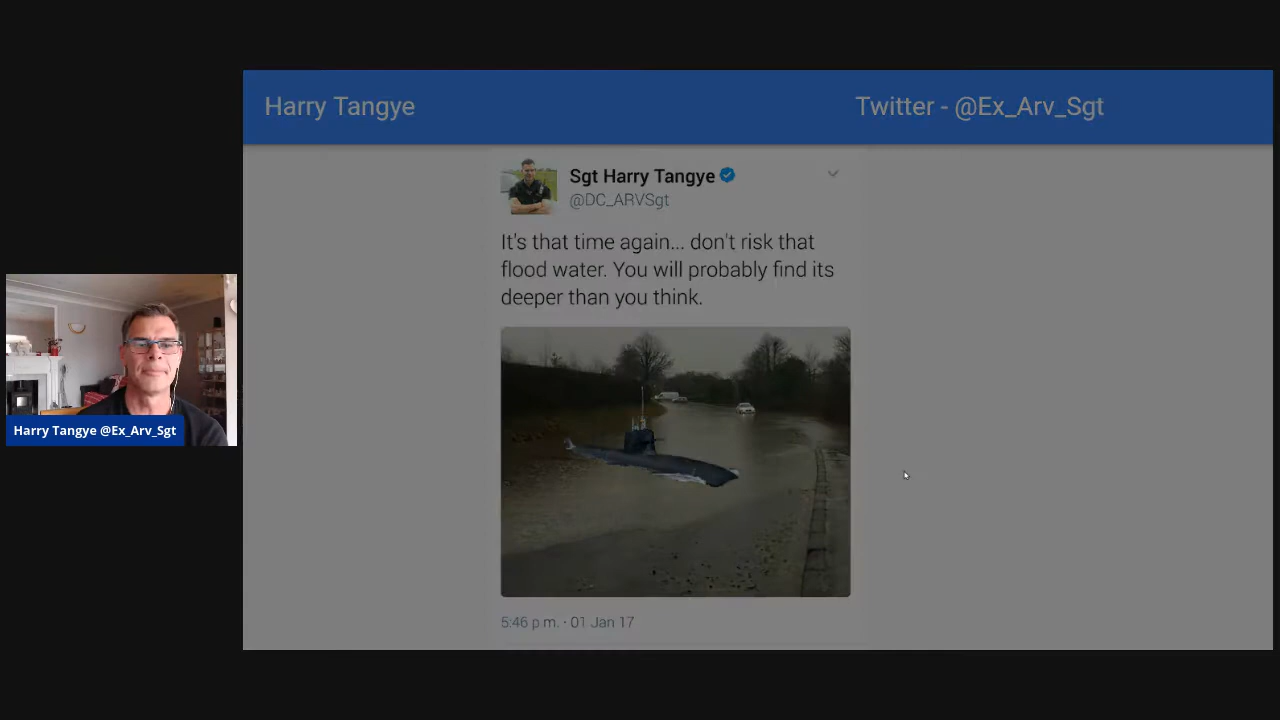 Harry Tangye
Twitter - @Ex_Arv_Sgt
Sgt Harry Tangye
@DC_ARVSgt
It's that time again... don't risk that
flood water. You will probably find its
deeper than you think.
5:46 p.m. · 01 Jan 17
Harry Tangye @Ex_Arv_Sgt